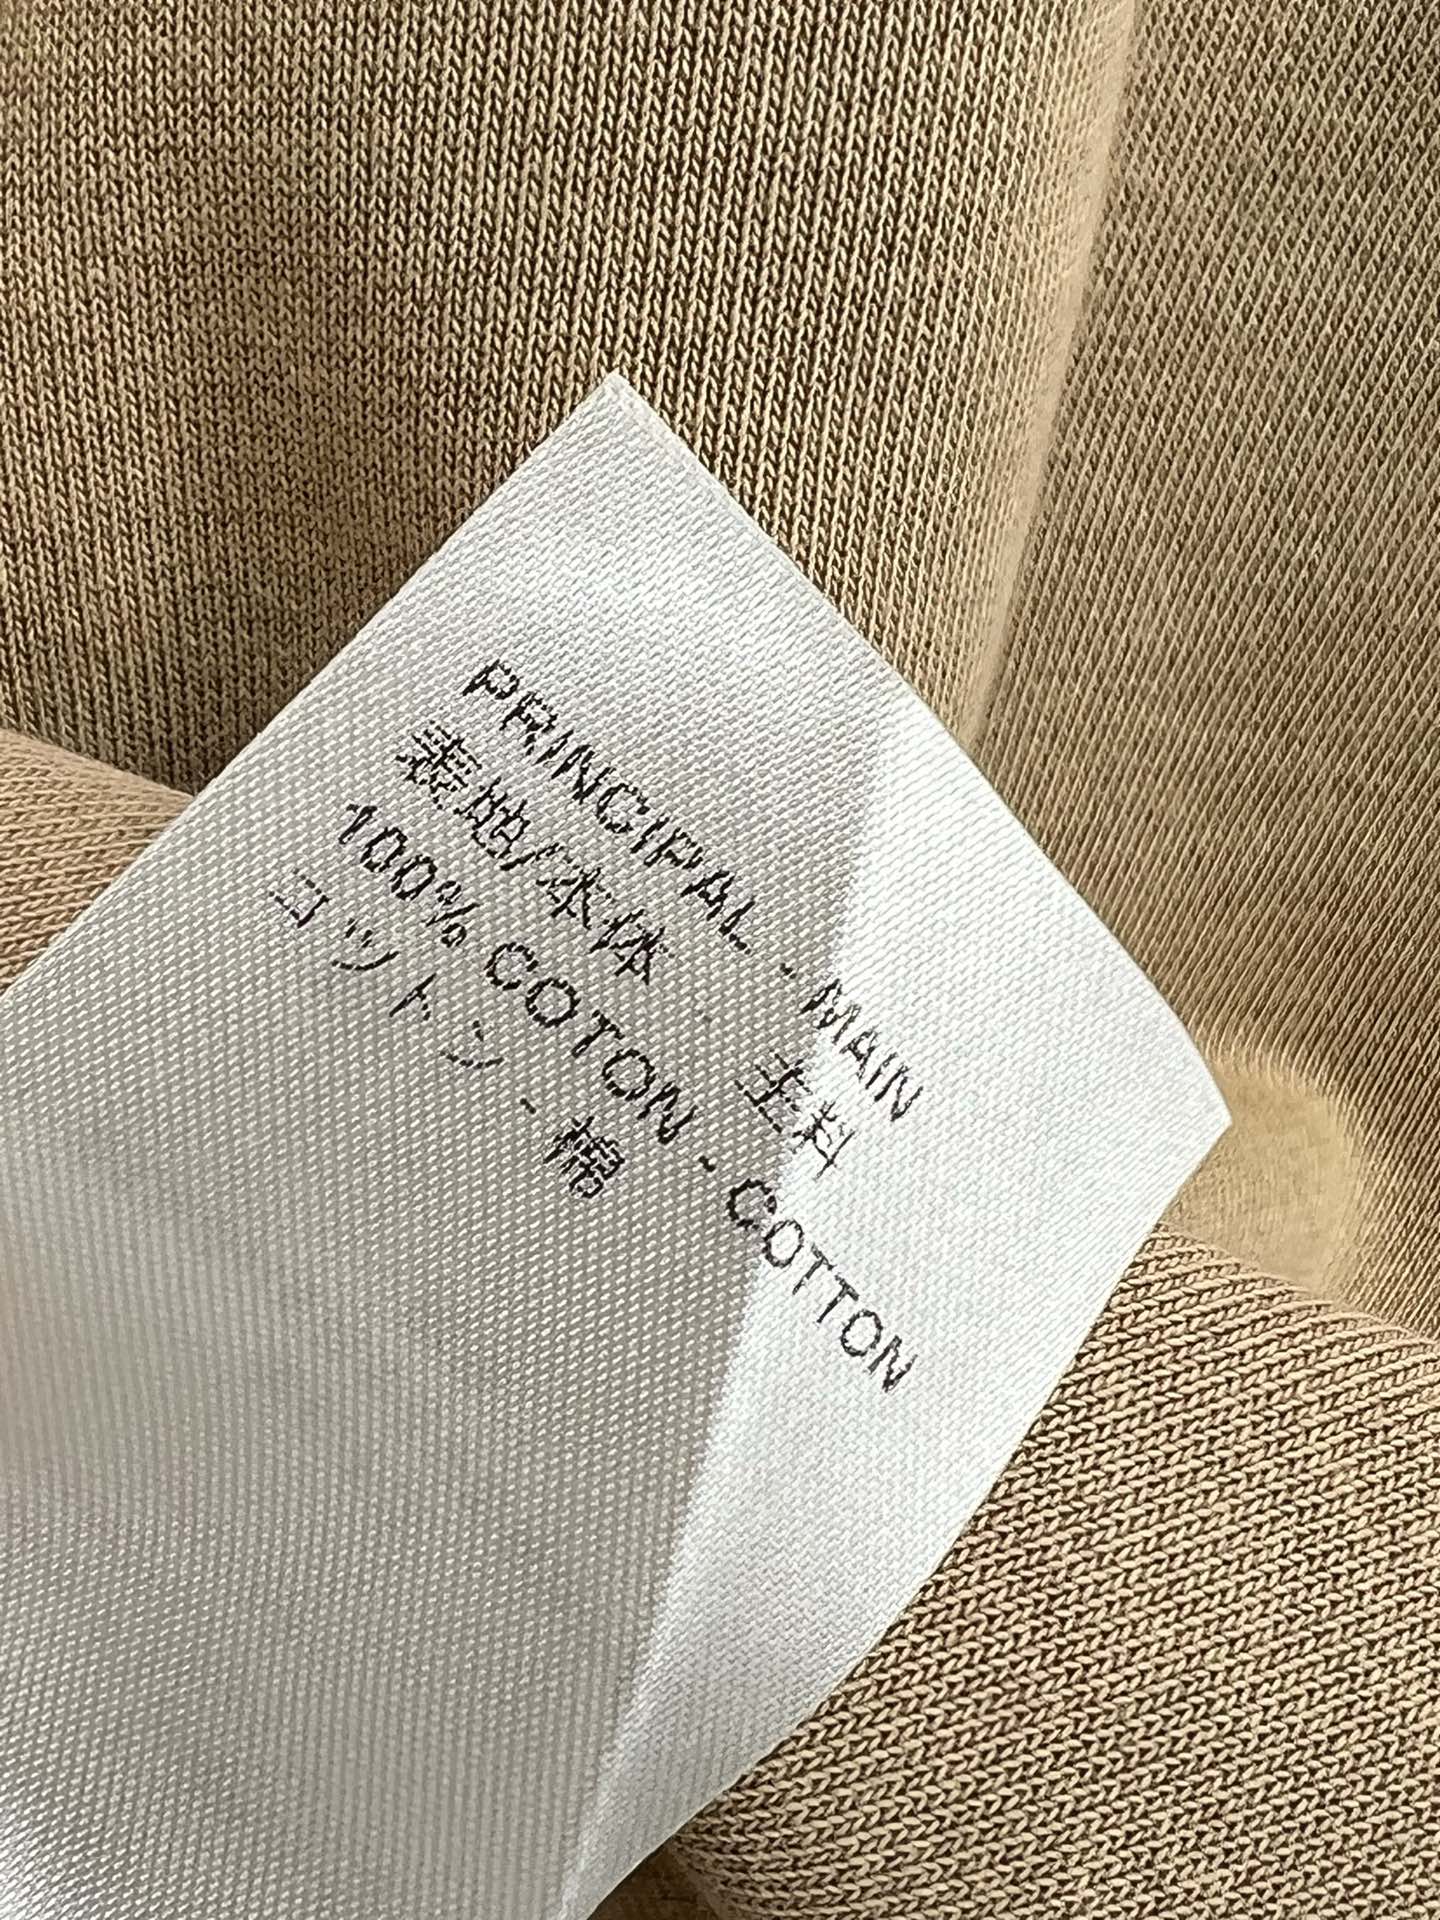 PRINCIPAL - MAIN
表地/本体 - 主料
100% COTON - COTTON
コットン - 棉